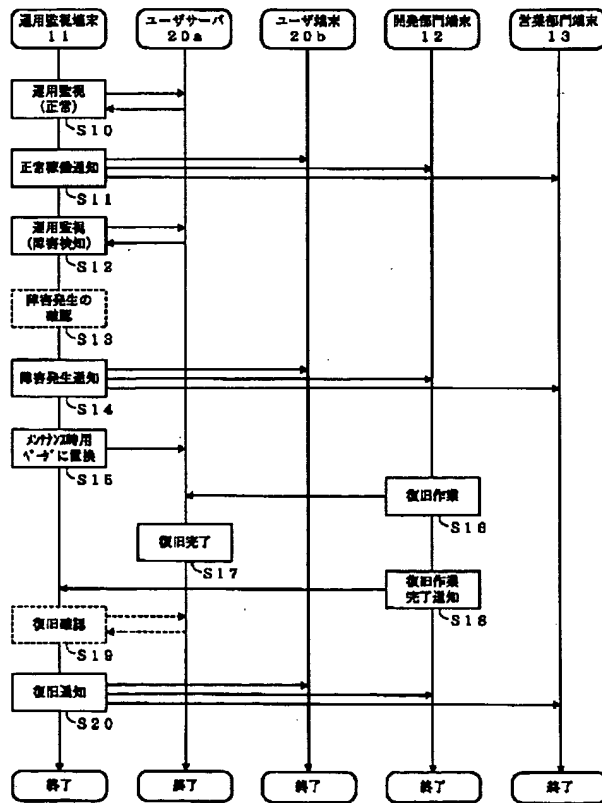 運用監視端末
11
ユーザサーバ
20a
ユーザ端末
20b
開発部門端末
12
営業部門端末
13
運用監視
(正常)
S10
正常稼働通知
S11
運用監視
(障害検知)
S12
障害発生の
確認
S13
障害発生通知
S14
メンテナンス時用
ページに置換
S15
復旧作業
S16
復旧完了
S17
復旧作業
完了通知
S18
復旧確認
S19
復旧通知
S20
終了
終了
終了
終了
終了